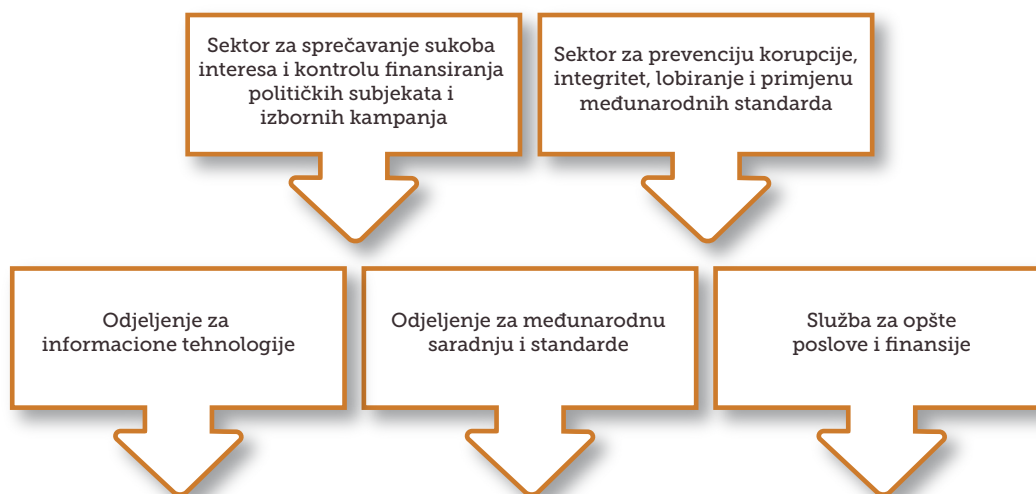 Sektor za sprečavanje sukoba
interesa i kontrolu finansiranja
političkih subjekata i
izbornih kampanja
Sektor za prevenciju korupcije,
integritet, lobiranje i primjenu
međunarodnih standarda
Odjeljenje za
informacione tehnologije
Odjeljenje za međunarodnu
saradnju i standarde
Služba za opšte
poslove i finansije